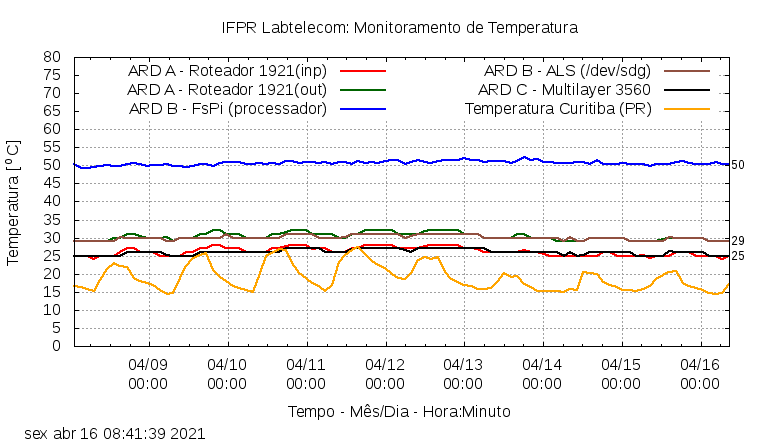 IFPR Labtelecom: Monitoramento de Temperatura
ARD A - Roteador 1921(inp)
ARD A - Roteador 1921(out)
ARD B - FsPi (processador)
ARD B - ALS (/dev/sdg)
ARD C - Multilayer 3560
Temperatura Curitiba (PR)
Temperatura [ º C]
80
75
70
65
60
55
50
45
40
35
30
25
20
15
10
5
0
50
29
25
04/09 00:00
04/10 00:00
04/11 00:00
04/12 00:00
04/13 00:00
04/14 00:00
04/15 00:00
04/16 00:00
Tempo - Mês/Dia - Hora:Minuto
sex abr 16 08:41:39 2021